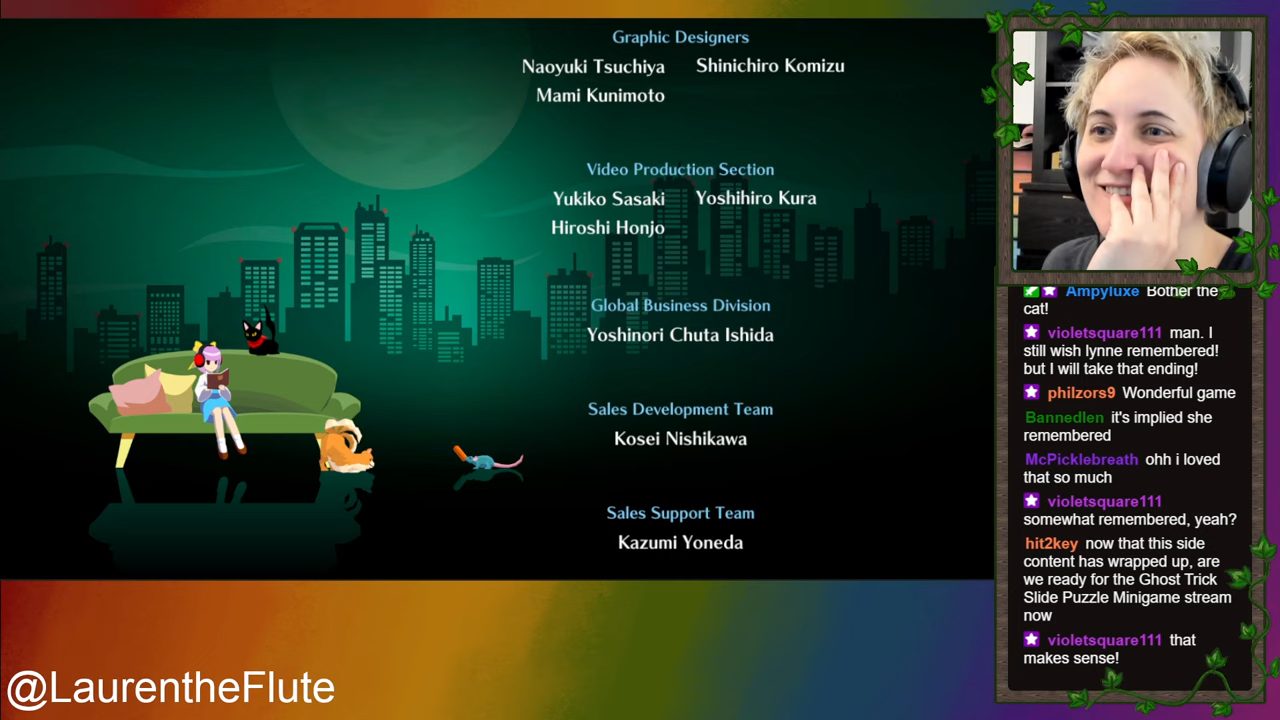 Graphic Designers
Naoyuki Tsuchiya Shinichiro Komizu
Mami Kunimoto
Video Production Section
Yukiko Sasaki Yoshihiro Kura
Hiroshi Honjo
Global Business Division
Yoshinori Chuta Ishida
Sales Development Team
Kosei Nishikawa
Sales Support Team
Kazumi Yoneda
Ampyluxe Bother the
cat!
violetsquare111 man. I
still wish lynne remembered!
but I will take that ending!
philzors9 Wonderful game
Bannedlen it's implied she
remembered
McPicklebreath ohh i loved
that so much
violetsquare111
somewhat remembered, yeah?
hit2key now that this side
content has wrapped up, are
we ready for the Ghost Trick
Slide Puzzle Minigame stream
now
violetsquare111 that
makes sense!
@LaurentheFlute